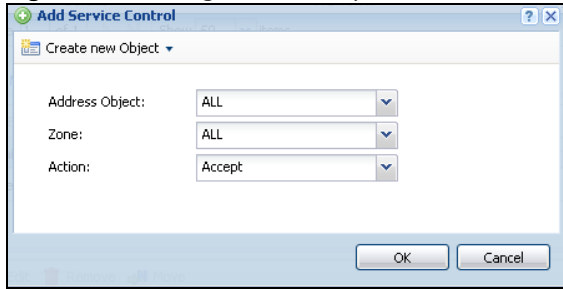 Add Service Control
Create new Object
Address Object: ALL
Zone: ALL
Action: Accept
OK Cancel